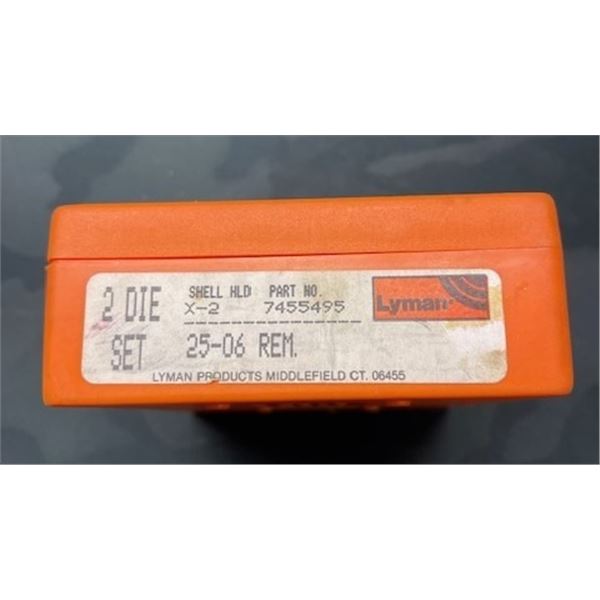 2 DIE SHELL HLD PART NO. Lyman
X-2 7455495
SET 25-06 REM.
LYMAN PRODUCTS MIDDLEFIELD CT. 06455